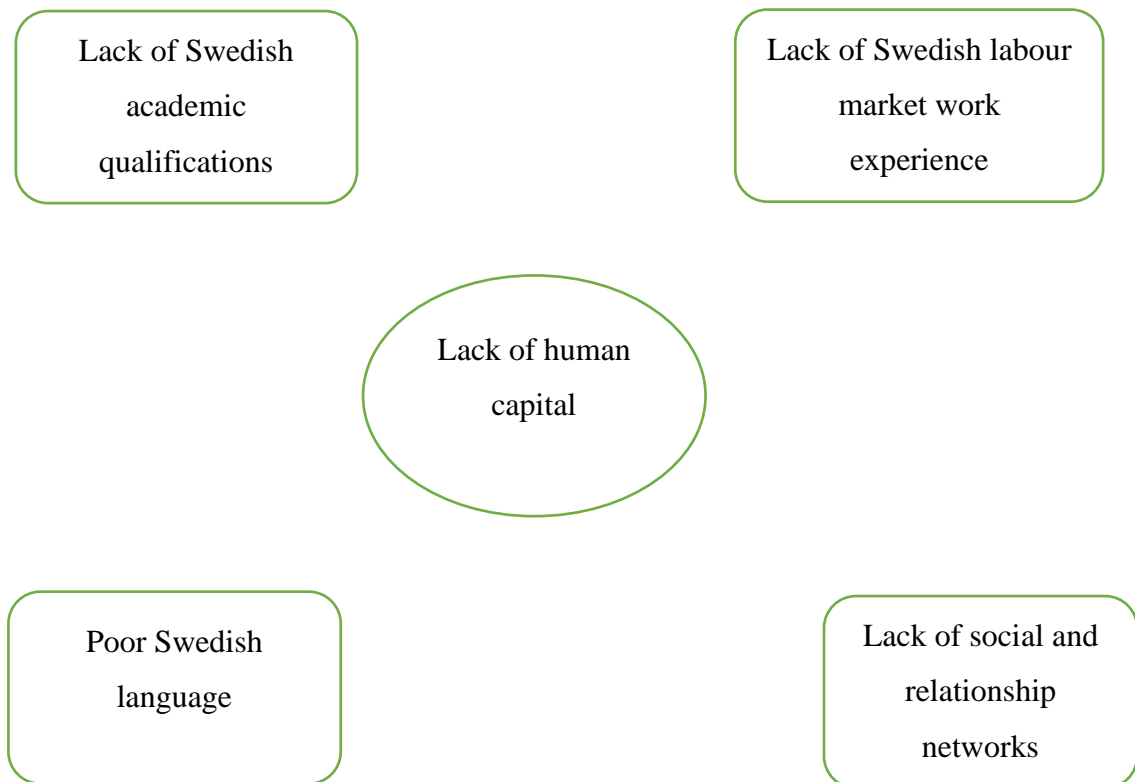 Lack of Swedish
academic
qualifications
Lack of Swedish labour
market work
experience
Lack of human
capital
Poor Swedish
language
Lack of social and
relationship
networks